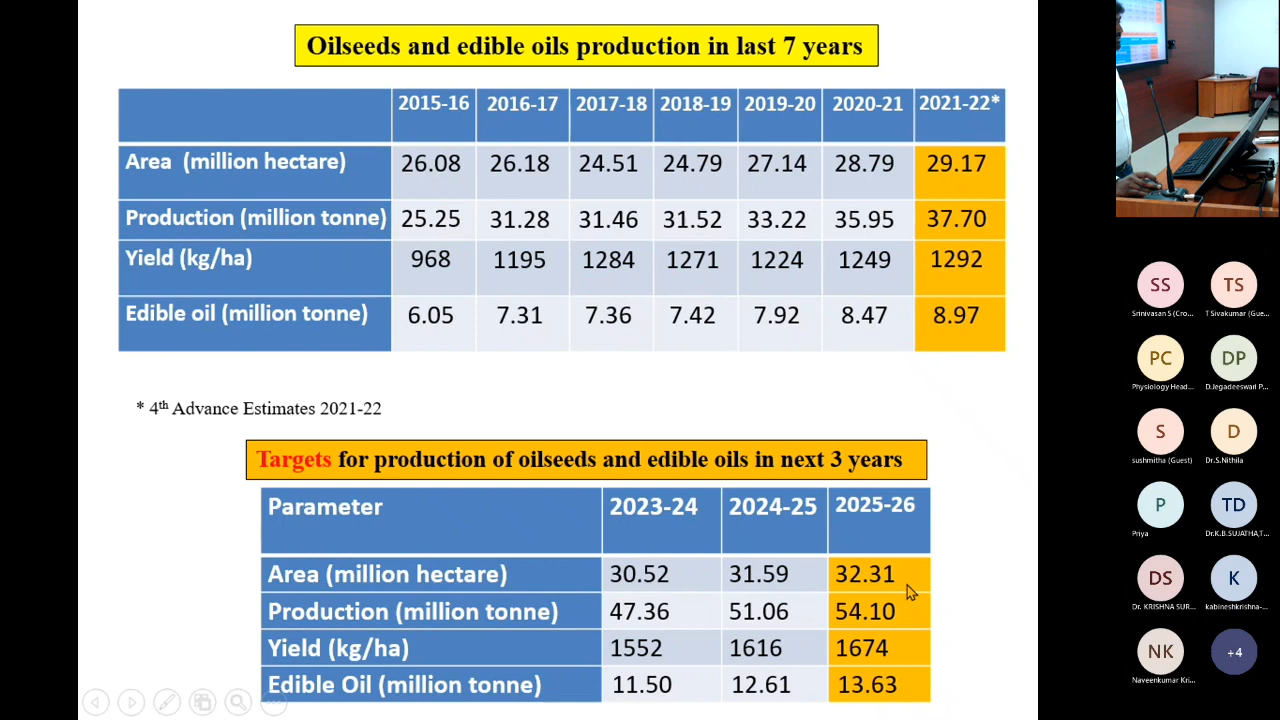 Oilseeds and edible oils production in last 7 years
2015-16 2016-17 2017-18 2018-19 2019-20 2020-21 2021-22*
Area (million hectare) 26.08 26.18 24.51 24.79 27.14 28.79 29.17
Production (million tonne) 25.25 31.28 31.46 31.52 33.22 35.95 37.70
Yield (kg/ha) 968 1195 1284 1271 1224 1249 1292
Edible oil (million tonne) 6.05 7.31 7.36 7.42 7.92 8.47 8.97
* 4th Advance Estimates 2021-22
Targets for production of oilseeds and edible oils in next 3 years
Parameter 2023-24 2024-25 2025-26
Area (million hectare) 30.52 31.59 32.31
Production (million tonne) 47.36 51.06 54.10
Yield (kg/ha) 1552 1616 1674
Edible Oil (million tonne) 11.50 12.61 13.63
SS TS
Srinivasan S (Cro... T Sivakumar (Gue...
PC DP
Physiology Head... D.Jegadeeswari P...
S D
sushmitha (Guest) Dr.S.Nithila
P TD
Priya Dr.K.B.SUJATHA,T...
DS K
Dr. KRISHNA SUR... kabineshkrishna-...
NK +4
Naveenkumar Kri...